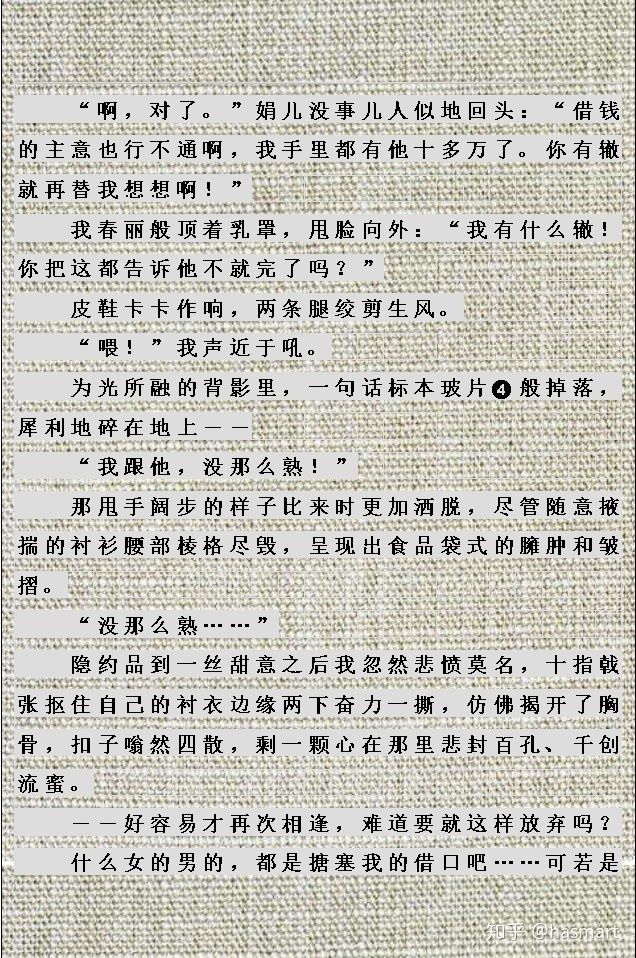 “啊，对了。”娟儿没事儿人似地回头：“借钱
的主意也行不通啊，我手里都有他十多万了。你有辙
就再替我想想啊！”
我春丽般顶着乳罩，甩脸向外：“我有什么辙！
你把这都告诉他不就完了吗？”
皮鞋卡卡作响，两条腿绞剪生风。
“喂！”我声近于吼。
为光所融的背影里，一句话标本玻片❹般掉落，
犀利地碎在地上——
“我跟他，没那么熟！”
那甩手阔步的样子比来时更加洒脱，尽管随意掖
揣的衬衫腰部棱格尽毁，呈现出食品袋式的臃肿和皱
摺。
“没那么熟……”
隐约品到一丝甜意之后我忽然悲愤莫名，十指戟
张抠住自己的衬衣边缘两下奋力一撕，仿佛揭开了胸
骨，扣子嗡然四散，剩一颗心在那里悲封百孔、千创
流蜜。
——好容易才再次相逢，难道要就这样放弃吗？
什么女的男的，都是搪塞我的借口吧……可若是
知乎 @hasmart